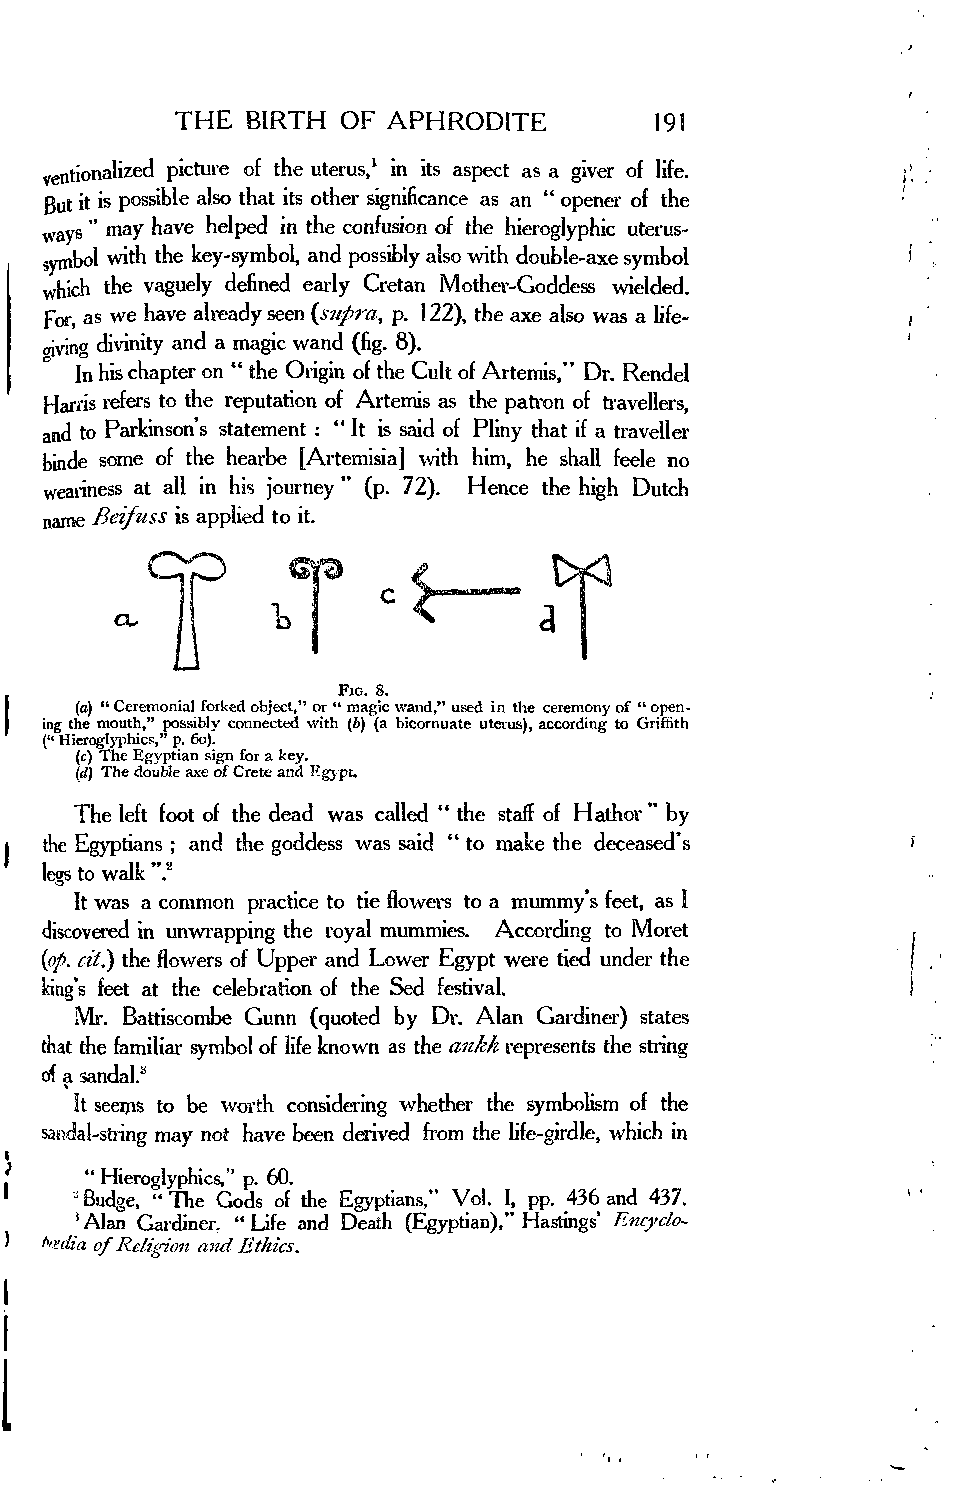 THE BIRTH OF APHRODITE 191
ventionalized picture of the uterus,¹ in its aspect as a giver of life.
But it is possible also that its other significance as an “ opener of the
ways ” may have helped in the confusion of the hieroglyphic uterus-
symbol with the key-symbol, and possibly also with double-axe symbol
which the vaguely defined early Cretan Mother-Goddess wielded.
For, as we have already seen (supra, p. 122), the axe also was a life-
giving divinity and a magic wand (fig. 8).
In his chapter on “ the Origin of the Cult of Artemis,” Dr. Rendel
Harris refers to the reputation of Artemis as the patron of travellers,
and to Parkinson's statement : “ It is said of Pliny that if a traveller
binde some of the hearbe [Artemisia] with him, he shall feele no
weariness at all in his journey ” (p. 72). Hence the high Dutch
name Beifuss is applied to it.
a b c d
FIG. 8.
(a) “ Ceremonial forked object,” or “ magic wand,” used in the ceremony of “ open-
ing the mouth,” possibly connected with (b) (a bicornuate uterus), according to Griffith
(“ Hieroglyphics,” p. 60).
(c) The Egyptian sign for a key.
(d) The double axe of Crete and Egypt.
The left foot of the dead was called “ the staff of Hathor ” by
the Egyptians ; and the goddess was said “ to make the deceased's
legs to walk ”.²
It was a common practice to tie flowers to a mummy's feet, as I
discovered in unwrapping the royal mummies. According to Moret
(op. cit.) the flowers of Upper and Lower Egypt were tied under the
king's feet at the celebration of the Sed festival.
Mr. Battiscombe Gunn (quoted by Dr. Alan Gardiner) states
that the familiar symbol of life known as the ankh represents the string
of a sandal.³
It seems to be worth considering whether the symbolism of the
sandal-string may not have been derived from the life-girdle, which in
“ Hieroglyphics,” p. 60.
² Budge, “ The Gods of the Egyptians,” Vol. I, pp. 436 and 437.
³ Alan Gardiner, “ Life and Death (Egyptian),” Hastings' Encyclo-
pædia of Religion and Ethics.